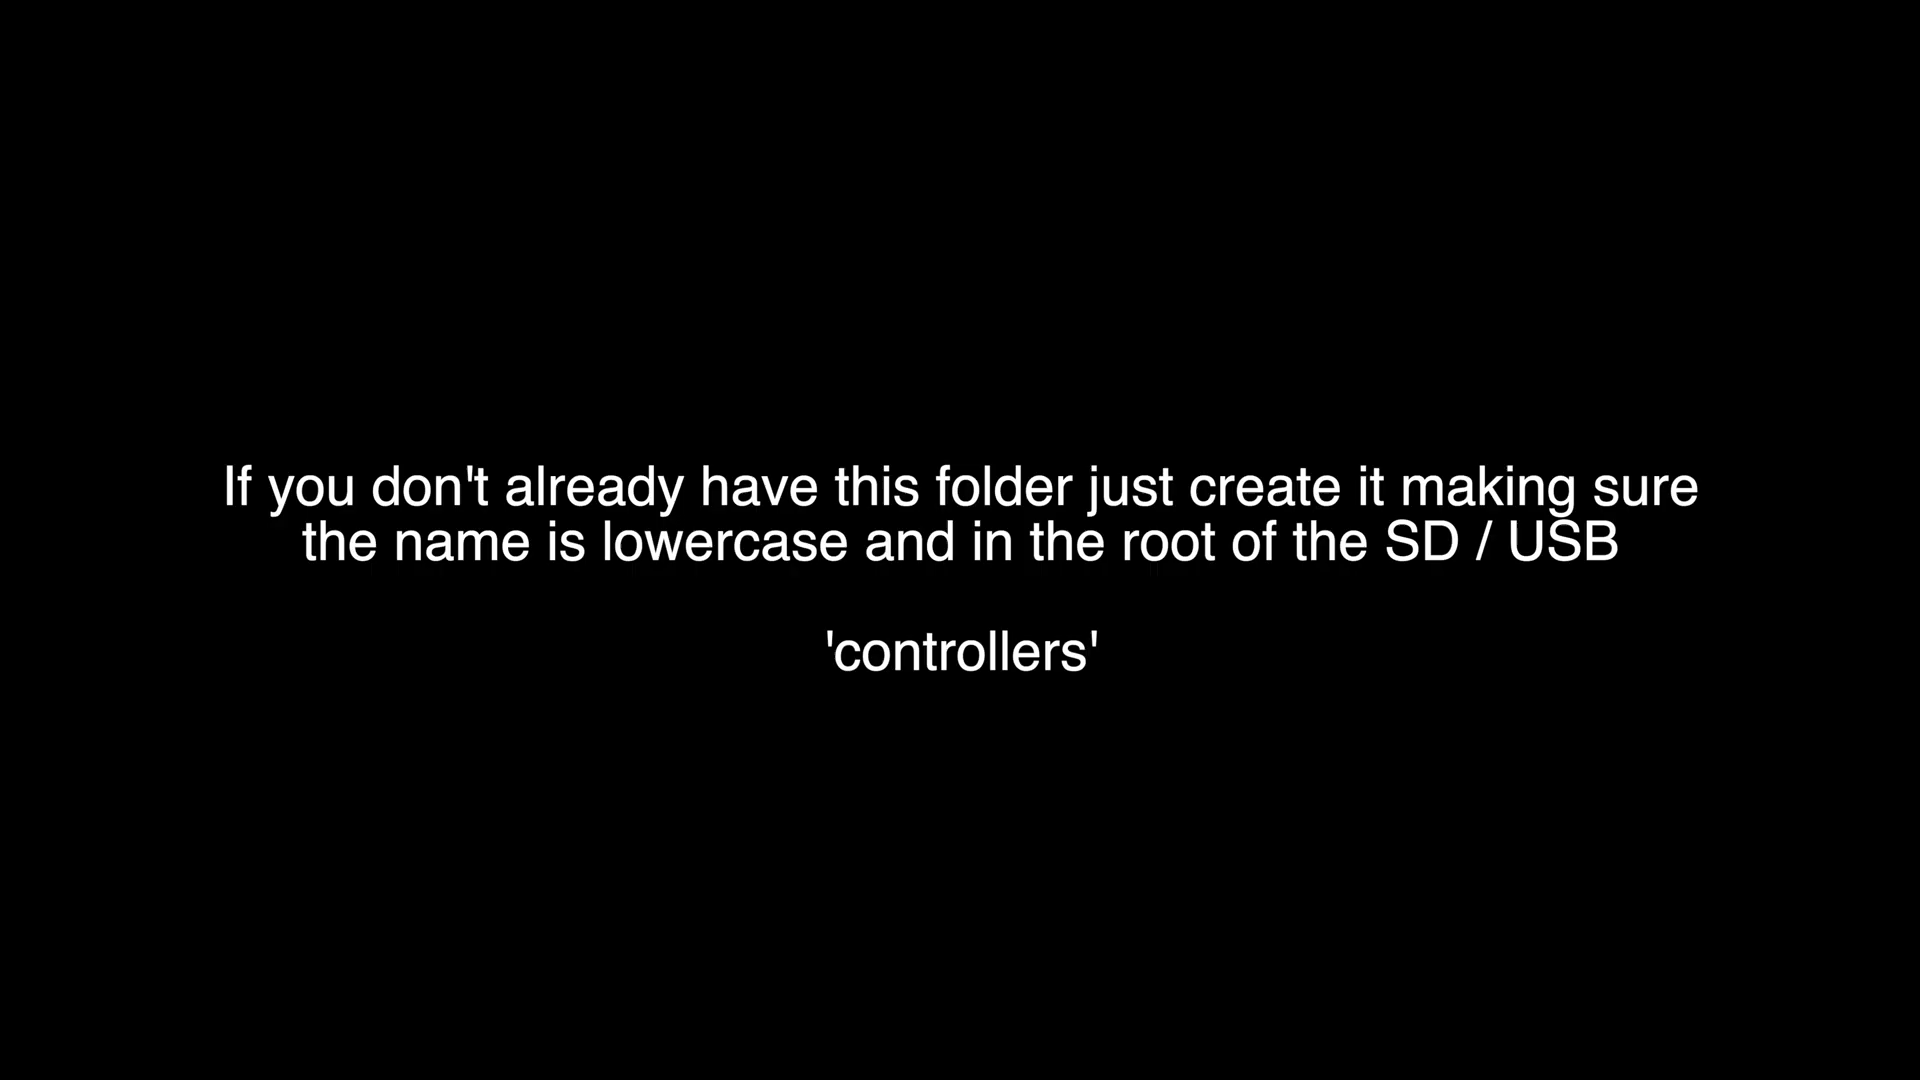 If you don't already have this folder just create it making sure
the name is lowercase and in the root of the SD / USB
'controllers'